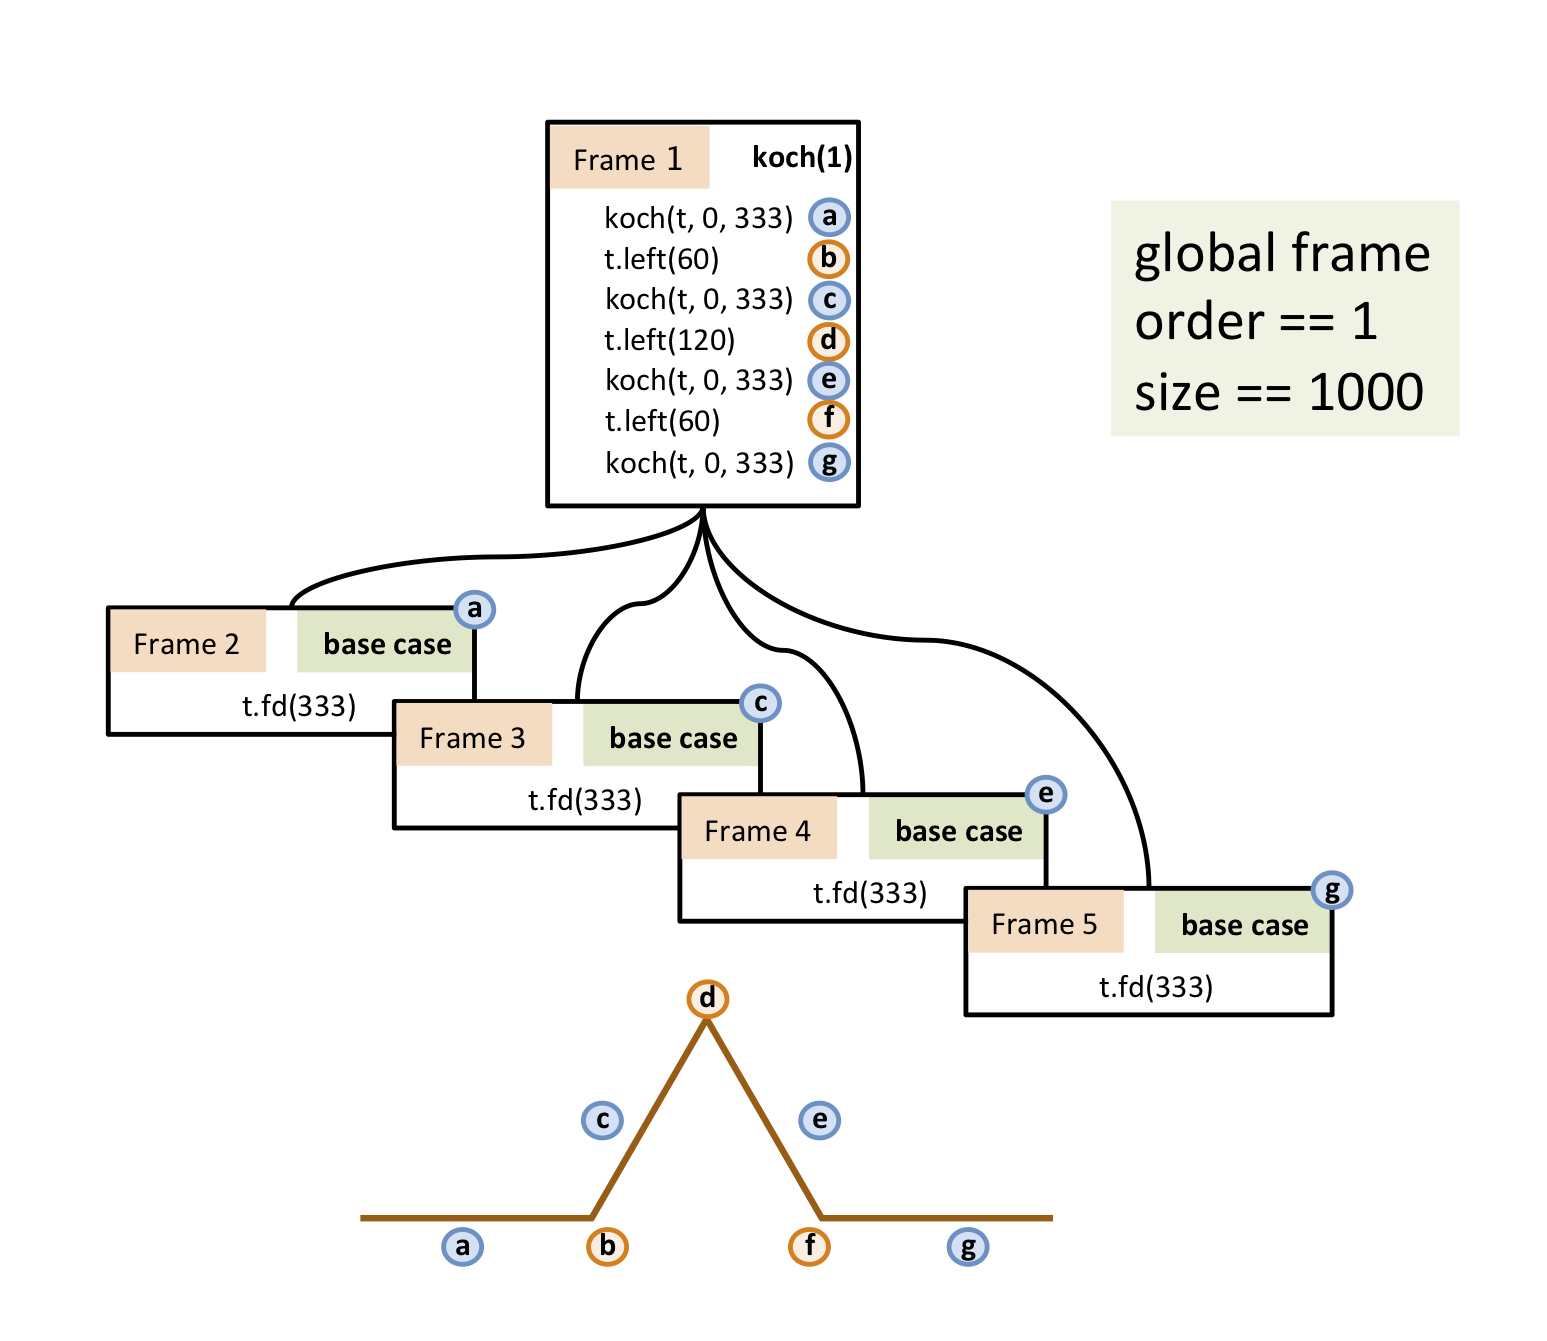 Frame 1 koch(1)
koch(t, 0, 333) a
t.left(60) b
koch(t, 0, 333) c
t.left(120) d
koch(t, 0, 333) e
t.left(60) f
koch(t, 0, 333) g
global frame
order == 1
size == 1000
a
Frame 2 base case
t.fd(333)
c
Frame 3 base case
t.fd(333)
e
Frame 4 base case
t.fd(333)
g
Frame 5 base case
t.fd(333)
d
c e
a b f g